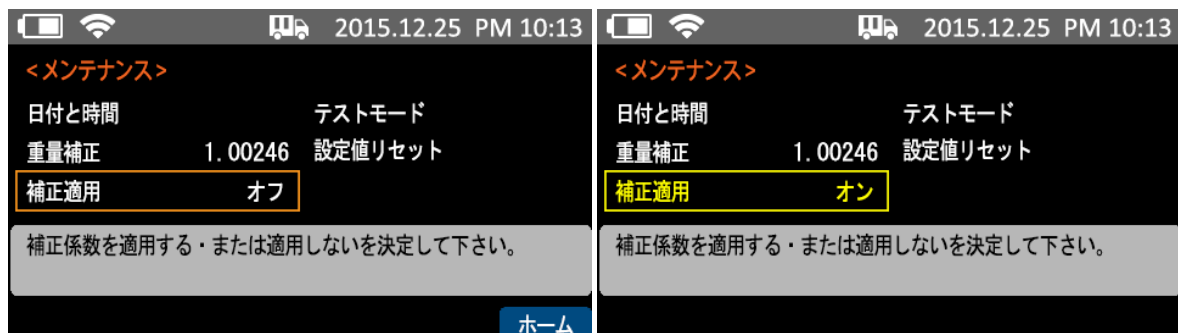 2015.12.25 PM 10:13
<メンテナンス>
日付と時間 テストモード
重量補正 1.00246 設定値リセット
補正適用 オフ
補正係数を適用する・または適用しないを決定して下さい。
ホーム
2015.12.25 PM 10:13
<メンテナンス>
日付と時間 テストモード
重量補正 1.00246 設定値リセット
補正適用 オン
補正係数を適用する・または適用しないを決定して下さい。